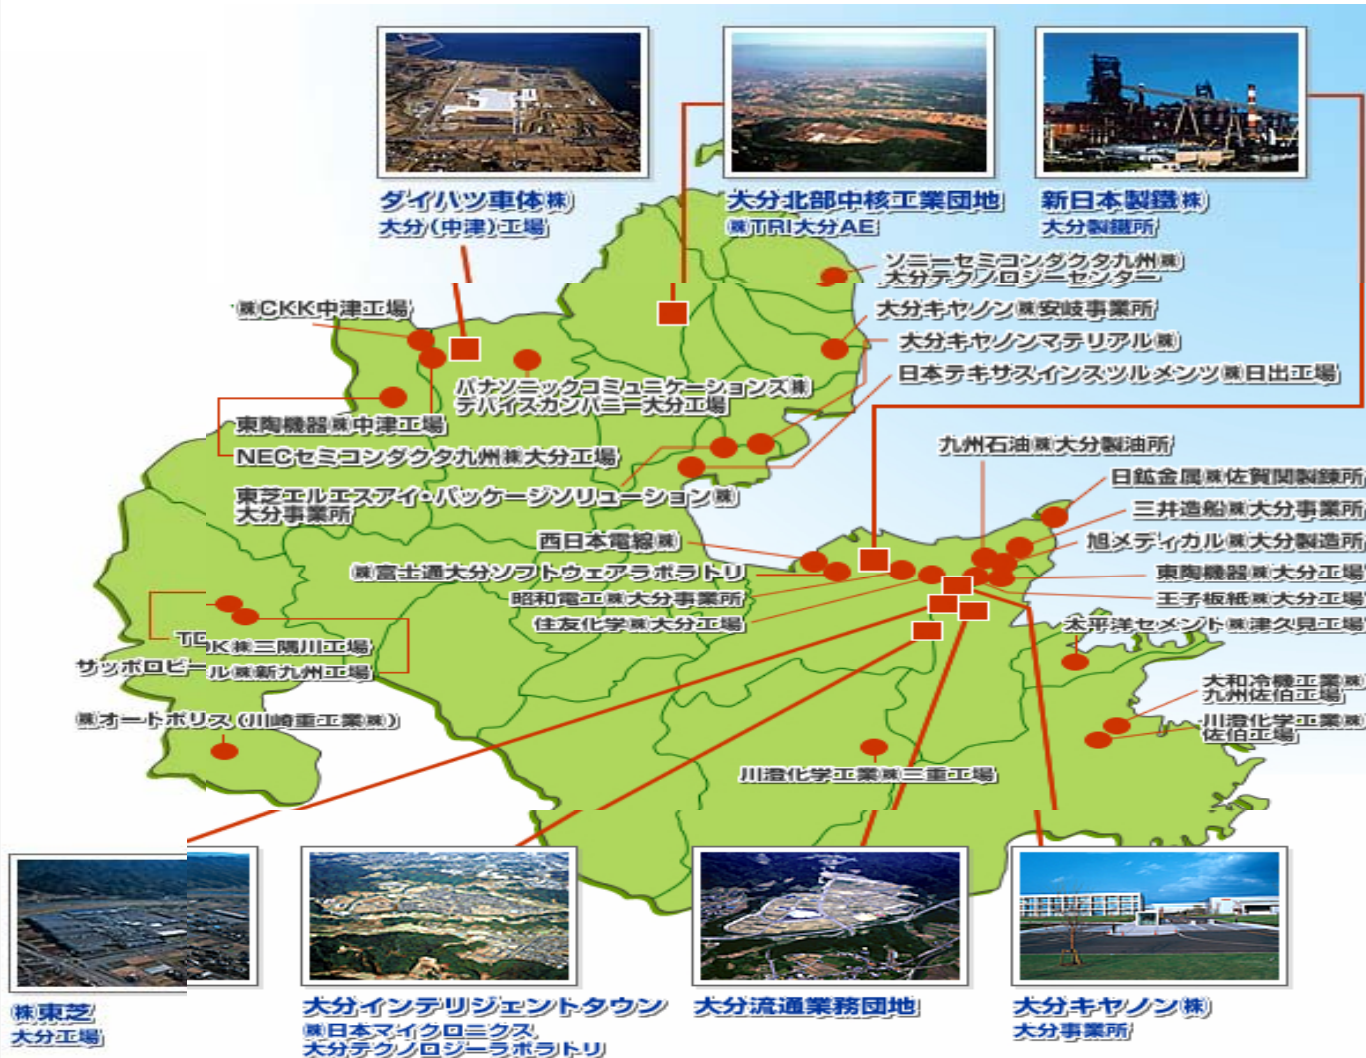 ダイハツ車体㈱
大分(中津)工場
大分北部中核工業団地
㈱TRI大分AE
新日本製鐵㈱
大分製鐵所
ソニーセミコンダクタ九州㈱
大分テクノロジーセンター
㈱CKK中津工場
大分キヤノン㈱安岐事業所
大分キヤノンマテリアル㈱
日本テキサスインスツルメンツ㈱日出工場
パナソニックコミュニケーションズ㈱
デバイスカンパニー大分工場
東陶機器㈱中津工場
NECセミコンダクタ九州㈱大分工場
東芝エルエスアイ・パッケージソリューション㈱
大分事業所
九州石油㈱大分製油所
日鉱金属㈱佐賀関製錬所
三井造船㈱大分事業所
旭メディカル㈱大分製造所
東陶機器㈱大分工場
王子板紙㈱大分工場
太平洋セメント㈱津久見工場
西日本電線㈱
㈱富士通大分ソフトウェアラボラトリ
昭和電工㈱大分事業所
住友化学㈱大分工場
TDK㈱三隈川工場
サッポロビール㈱新九州工場
㈱オートポリス(川崎重工業㈱)
大和冷機工業㈱
九州佐伯工場
川澄化学工業㈱
佐伯工場
川澄化学工業㈱三重工場
㈱東芝
大分工場
大分インテリジェントタウン
㈱日本マイクロニクス
大分テクノロジーラボラトリ
大分流通業務団地
大分キヤノン㈱
大分事業所